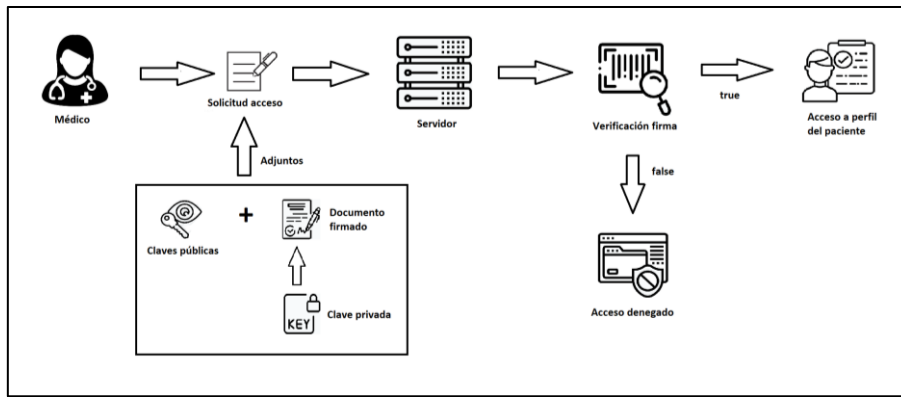 Médico
Solicitud acceso
Servidor
Verificación firma
true
Acceso a perfil
del paciente
Adjuntos
false
Claves públicas
+
Documento
firmado
KEY
Clave privada
Acceso denegado